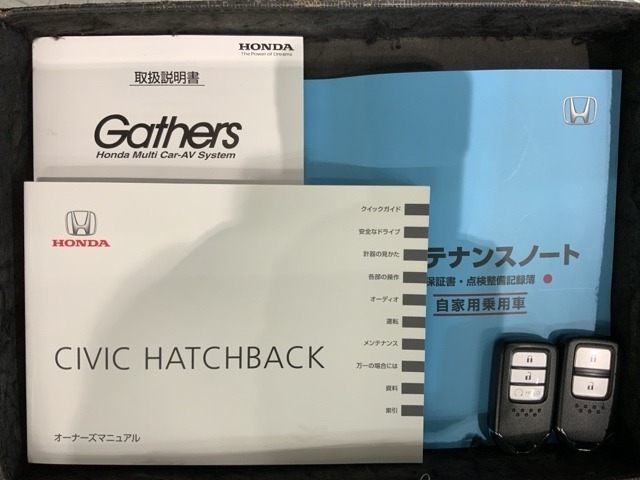 HONDA
The Power of Dreams
取扱説明書
Gathers
Honda Multi Car-AV System
HONDA
CIVIC HATCHBACK
オーナーズマニュアル
クイックガイド
安全なドライブ
計器の見かた
各部の操作
オーディオ
運転
メンテナンス
万一の場合には
資料
索引
テナンスノート
保証書・点検整備記録簿
自家用乗用車